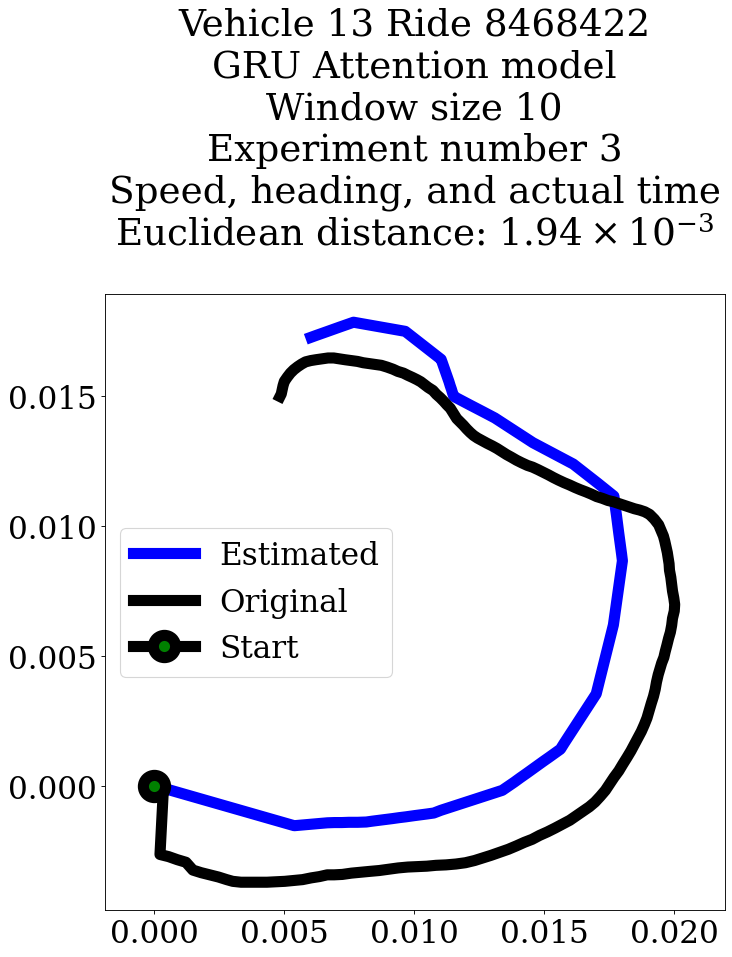 Vehicle 13 Ride 8468422
GRU Attention model
Window size 10
Experiment number 3
Speed, heading, and actual time
Euclidean distance: 1.94 × 10⁻³
0.015
0.010
0.005
0.000
Estimated
Original
Start
0.000 0.005 0.010 0.015 0.020